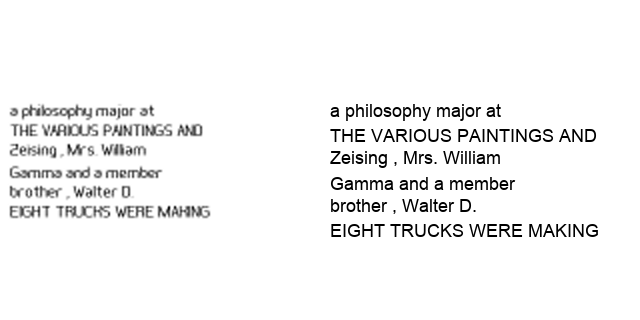 a philosophy major at
THE VARIOUS PAINTINGS AND
Zeising , Mrs. William
Gamma and a member
brother , Walter D.
EIGHT TRUCKS WERE MAKING
a philosophy major at
THE VARIOUS PAINTINGS AND
Zeising , Mrs. William
Gamma and a member
brother , Walter D.
EIGHT TRUCKS WERE MAKING